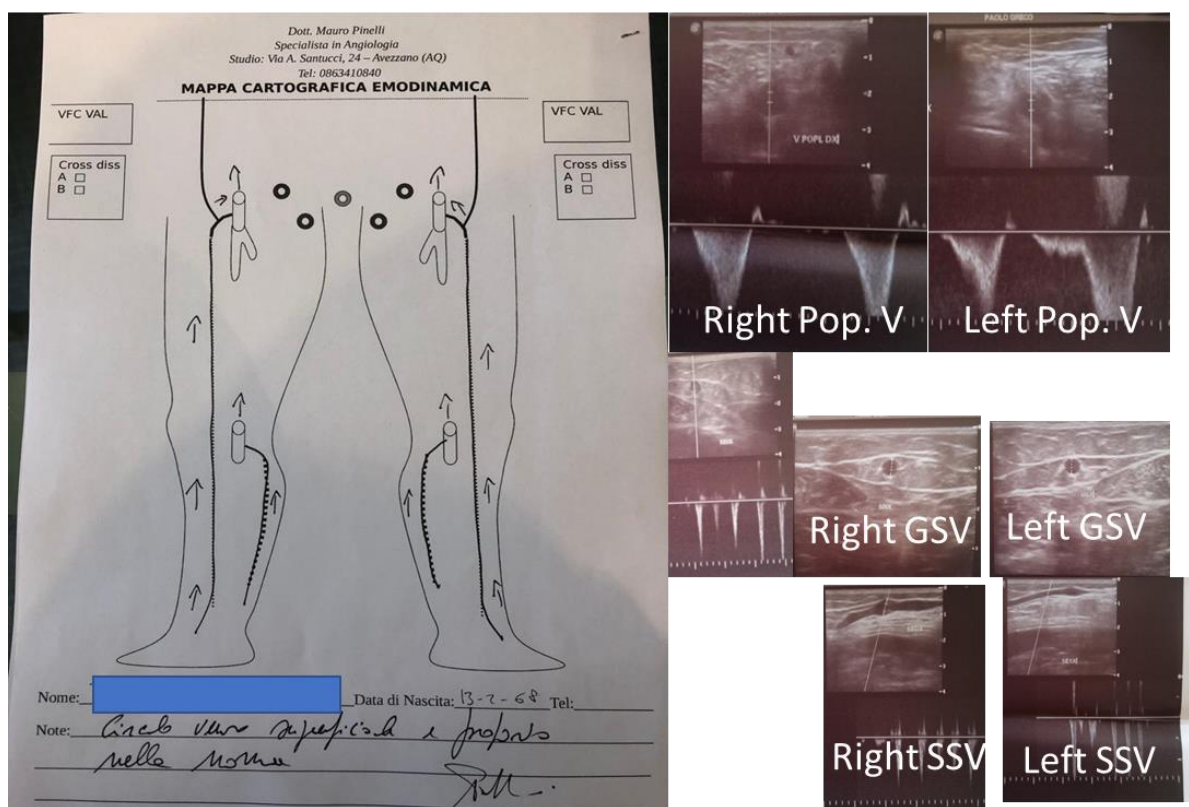 Dott. Mauro Pinelli
Specialista in Angiologia
Studio: Via A. Santucci, 24 – Avezzano (AQ)
Tel: 0863410840
MAPPA CARTOGRAFICA EMODINAMICA
VFC VAL
Cross diss
A
B
VFC VAL
Cross diss
A
B
Nome: Data di Nascita: 13-2-68 Tel:
Note: Circolo venoso superficiale e profondo
nella norma
PAOLO GRECO
V POPL DX
Right Pop. V
Left Pop. V
Right GSV
Left GSV
Right SSV
Left SSV